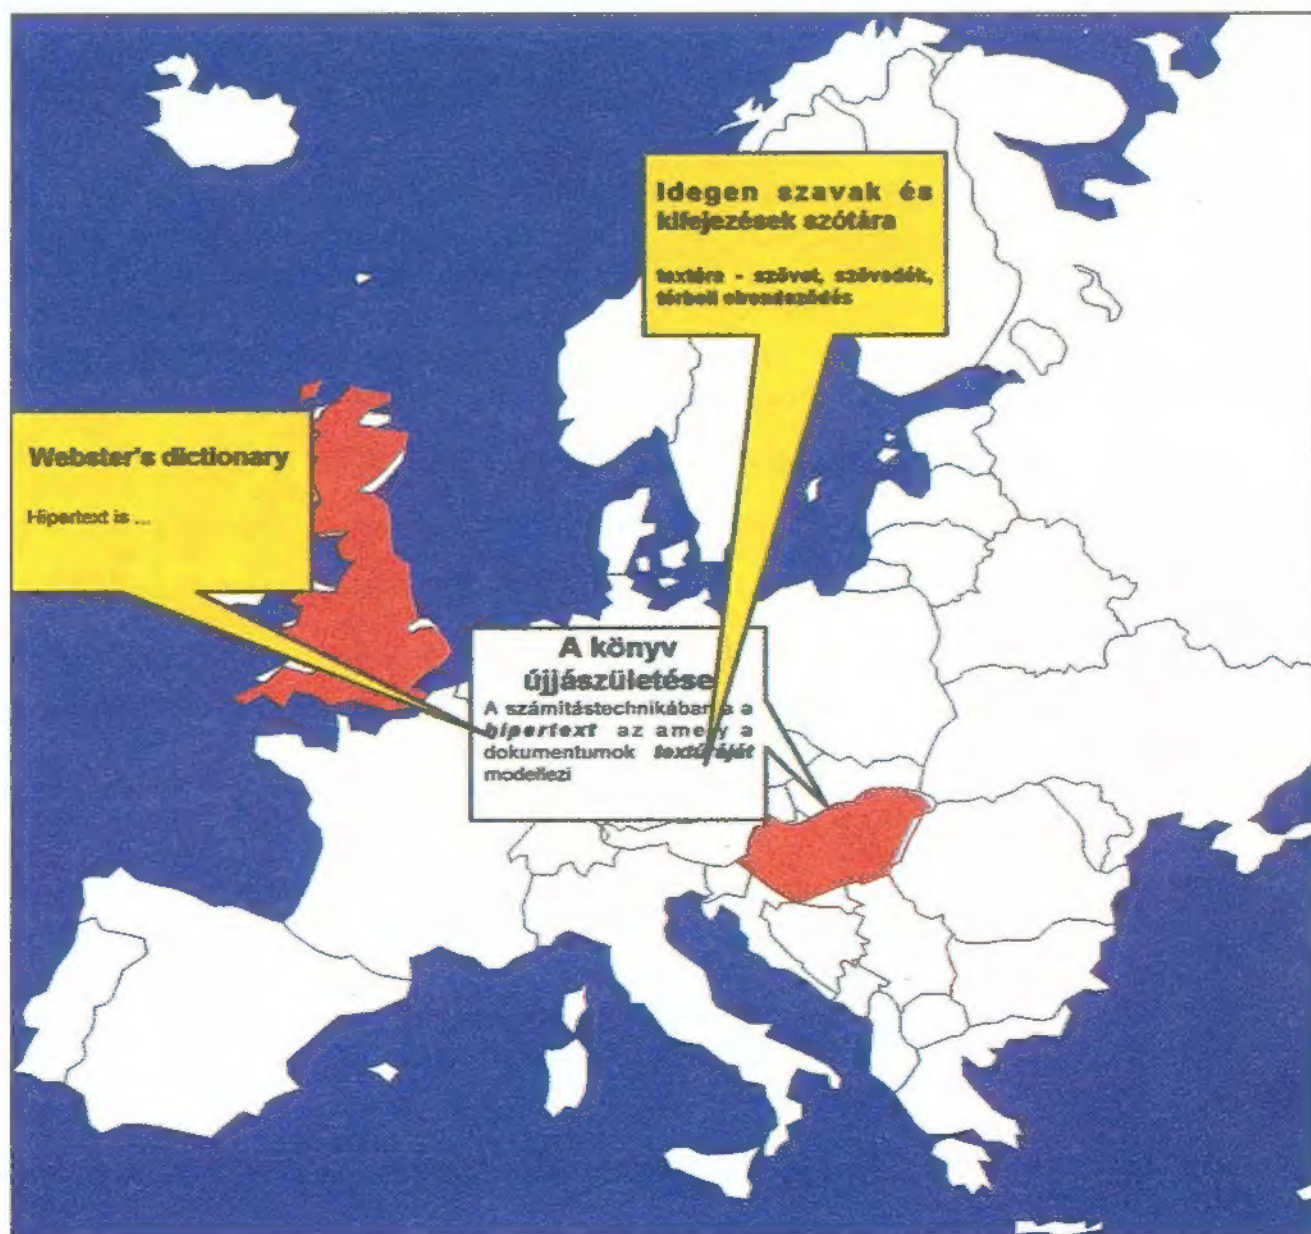 Idegen szavak és
kifejezések szótára
textúra - szövet, szövedék,
térbeli elrendeződés
Webster's dictionary
Hipertext is ...
A könyv
újjászületése
A számítástechnikában a
hipertext az amely a
dokumentumok textúráját
modellezi